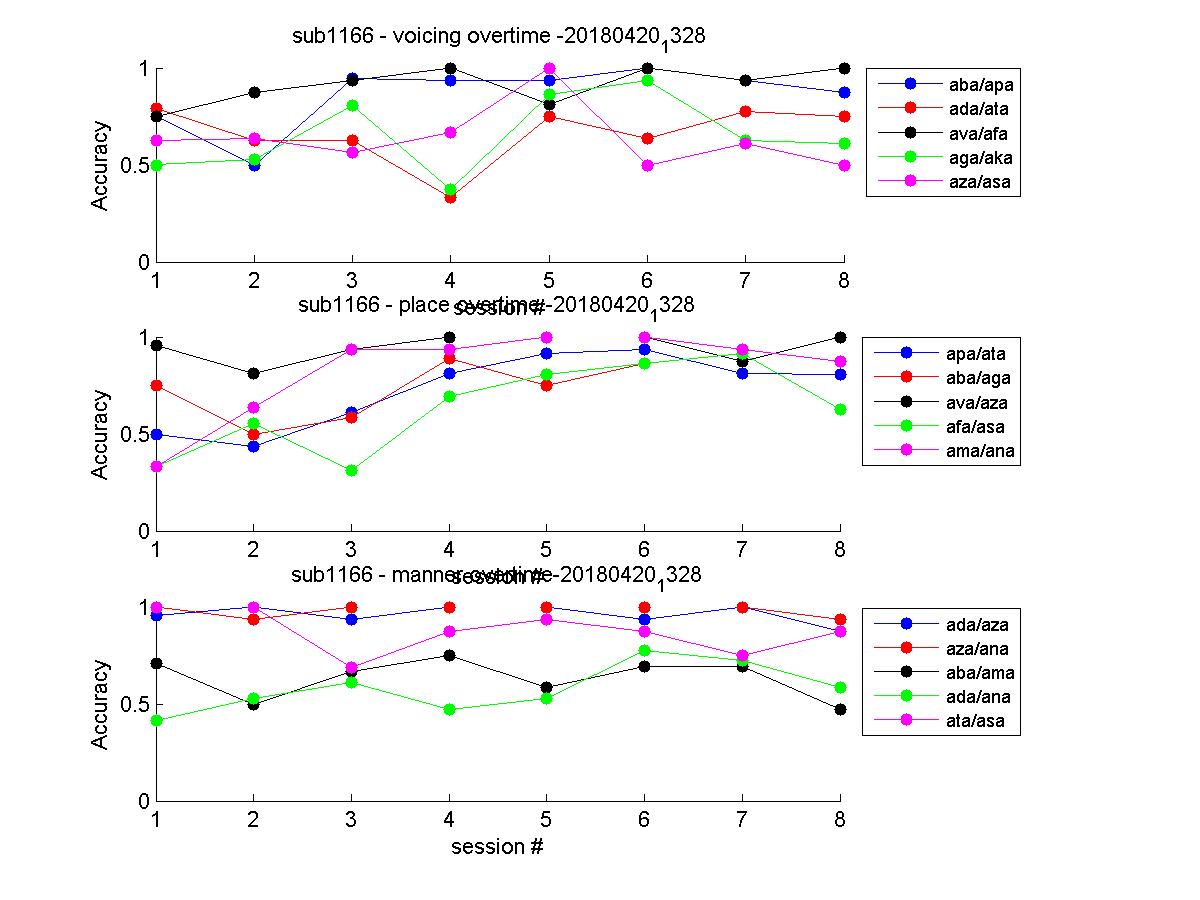 sub1166 - voicing overtime -20180420_1328
1
0.5
0
Accuracy
1 2 3 4 5 6 7 8
session #
aba/apa
ada/ata
ava/afa
aga/aka
aza/asa
sub1166 - place overtime -20180420_1328
1
0.5
0
Accuracy
1 2 3 4 5 6 7 8
session #
apa/ata
aba/aga
ava/aza
afa/asa
ama/ana
sub1166 - manner overtime -20180420_1328
1
0.5
0
Accuracy
1 2 3 4 5 6 7 8
session #
ada/aza
aza/ana
aba/ama
ada/ana
ata/asa